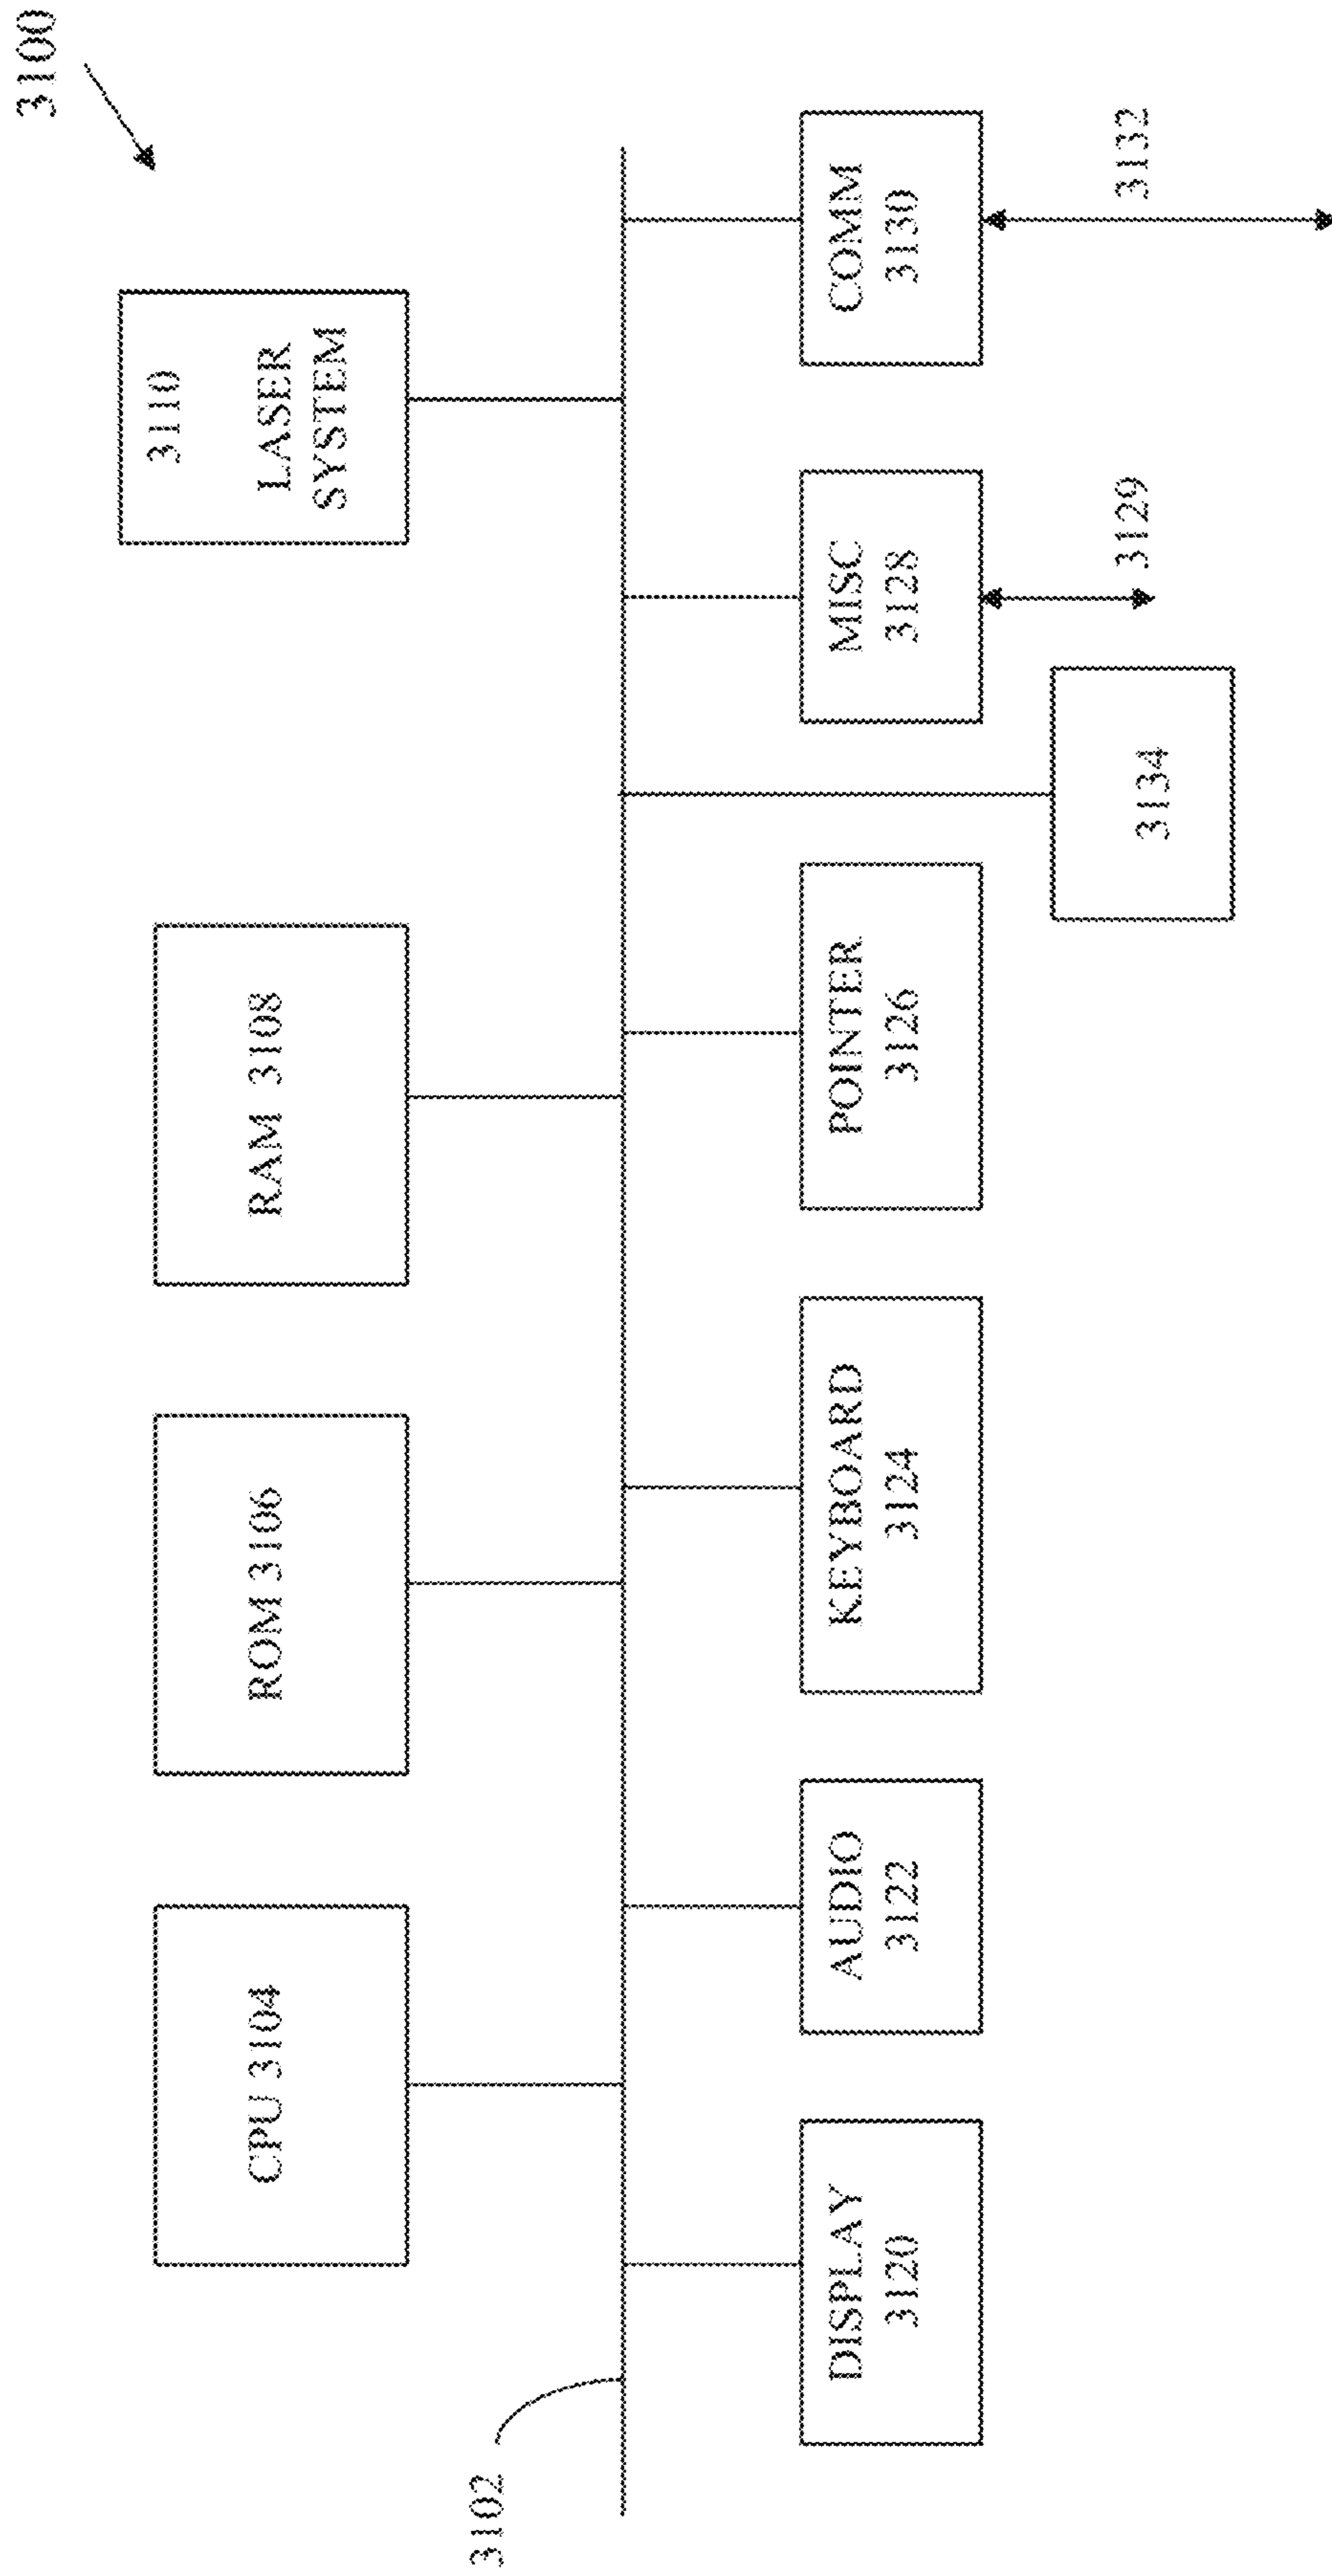 3100
CPU 3104
ROM 3106
RAM 3108
3110
LASER
SYSTEM
3102
DISPLAY
3120
AUDIO
3122
KEYBOARD
3124
POINTER
3126
MISC
3128
COMM
3130
3134
3129
3132